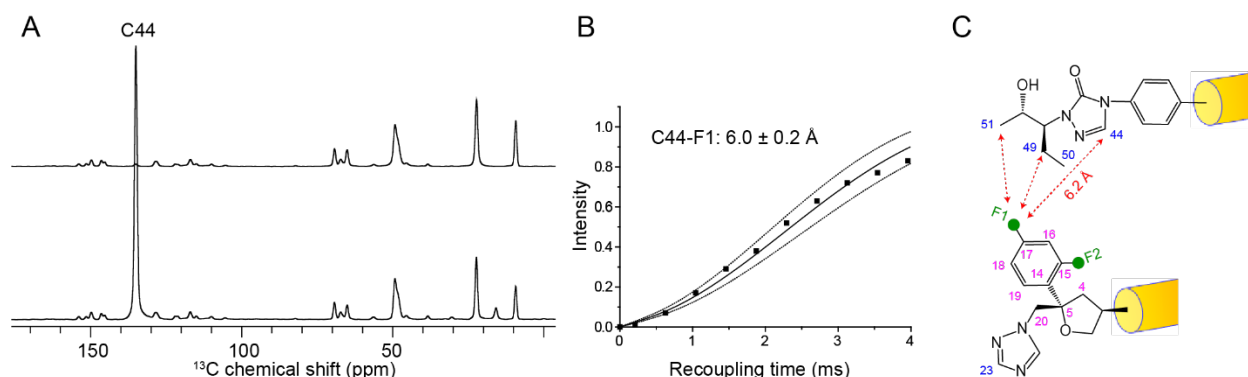 A
C44
150
100
50
¹³C chemical shift (ppm)
B
C44-F1: 6.0 ± 0.2 Å
Intensity
1.0
0.8
0.6
0.4
0.2
0.0
0
1
2
3
4
Recoupling time (ms)
C
OH
O
51
N
N
N
44
49
50
6.2 Å
F1
16
17
18
F2
15
14
19
4
5
20
O
N
N
N
23